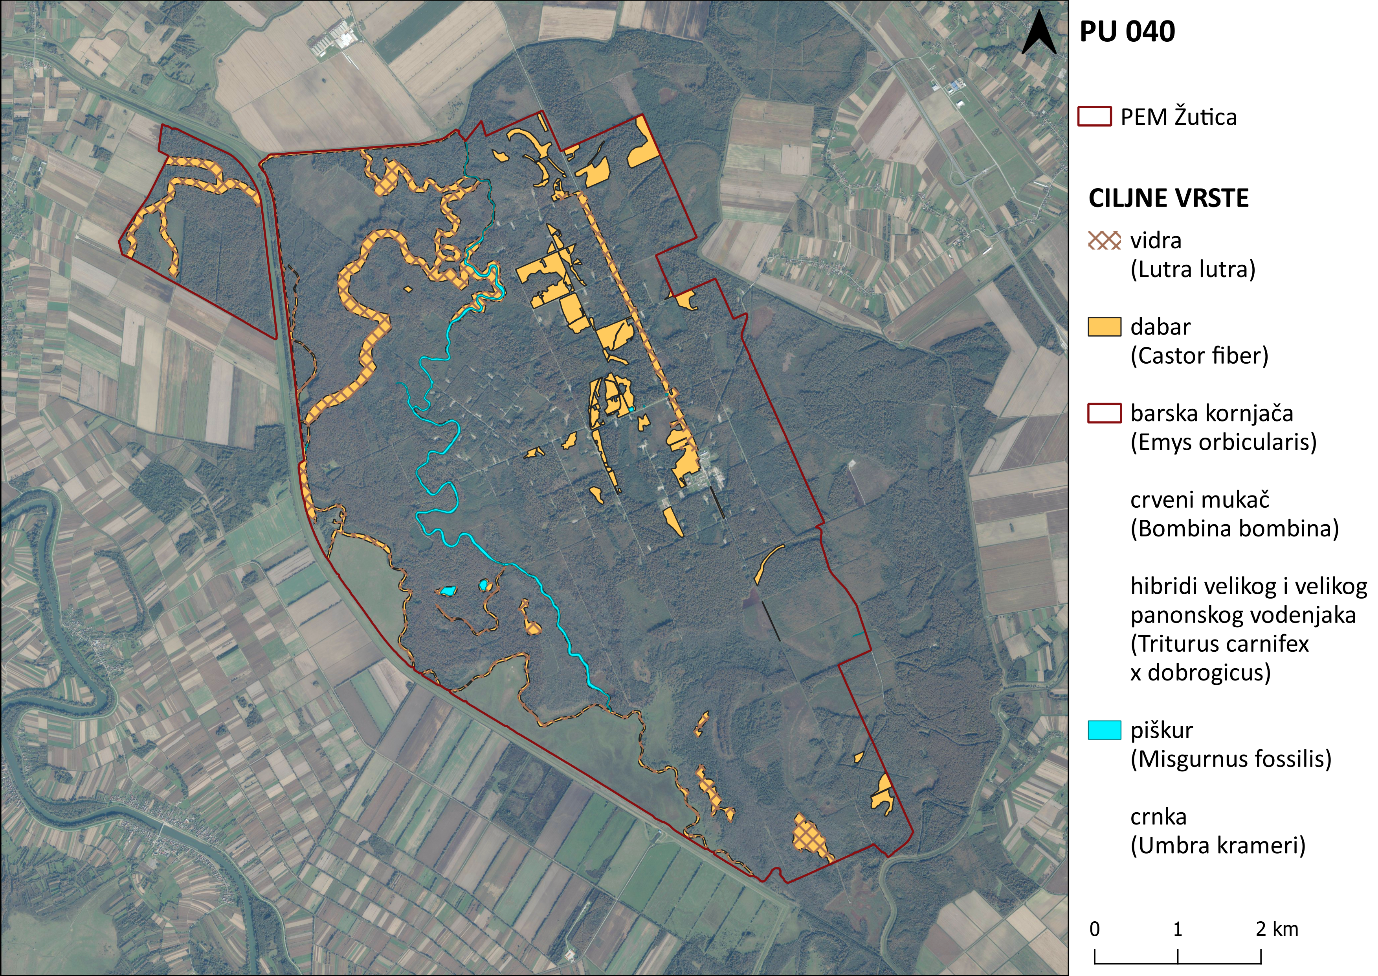 PU 040
PEM Žutica
CILJNE VRSTE
vidra
(Lutra lutra)
dabar
(Castor fiber)
barska kornjača
(Emys orbicularis)
crveni mukač
(Bombina bombina)
hibridi velikog i velikog
panonskog vodenjaka
(Triturus carnifex
x dobrogicus)
piškur
(Misgurnus fossilis)
crnka
(Umbra krameri)
0 1 2 km